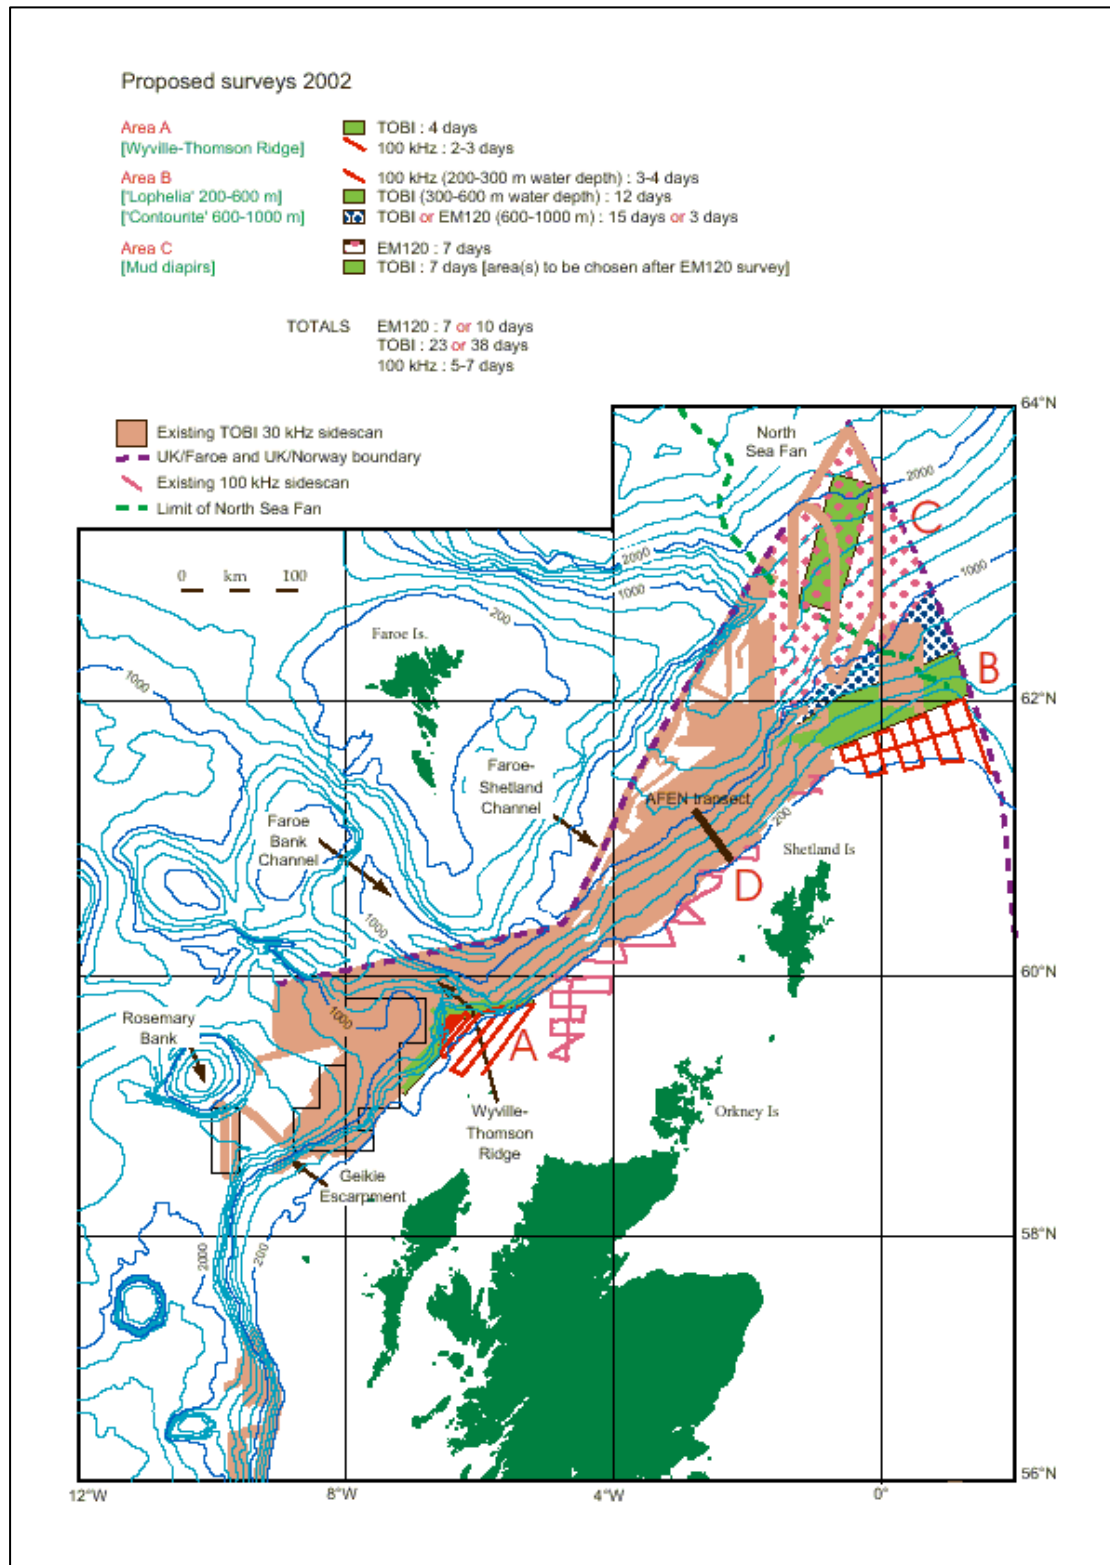 Proposed surveys 2002
Area A
TOBI : 4 days
[Wyville-Thomson Ridge]
100 kHz : 2-3 days
Area B
100 kHz (200-300 m water depth) : 3-4 days
['Lophelia' 200-600 m]
TOBI (300-600 m water depth) : 12 days
['Contourite' 600-1000 m]
TOBI or EM120 (600-1000 m) : 15 days or 3 days
Area C
EM120 : 7 days
[Mud diapirs]
TOBI : 7 days [area(s) to be chosen after EM120 survey]
TOTALS
EM120 : 7 or 10 days
TOBI : 23 or 38 days
100 kHz : 5-7 days
Existing TOBI 30 kHz sidescan
UK/Faroe and UK/Norway boundary
Existing 100 kHz sidescan
Limit of North Sea Fan
64°N
North
Sea Fan
2000
C
2000
1000
1000
0 km 100
200
Faroe Is.
1000
B
62°N
Faroe-
Shetland
Channel
AFEN transect
200
Faroe
Bank
Channel
Shetland Is
D
200
1000
60°N
1000
Rosemary
Bank
A
Wyville-
Thomson
Ridge
Orkney Is
Geikie
Escarpment
58°N
2000
200
56°N
12°W
8°W
4°W
0°